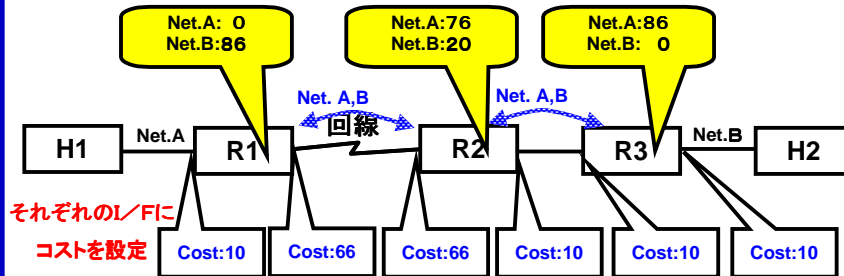 Net.A: 0
Net.B:86
Net.A:76
Net.B:20
Net.A:86
Net.B: 0
Net. A,B
Net. A,B
回線
H1
Net.A
R1
R2
R3
Net.B
H2
それぞれのI/Fに
コストを設定
Cost:10
Cost:66
Cost:66
Cost:10
Cost:10
Cost:10